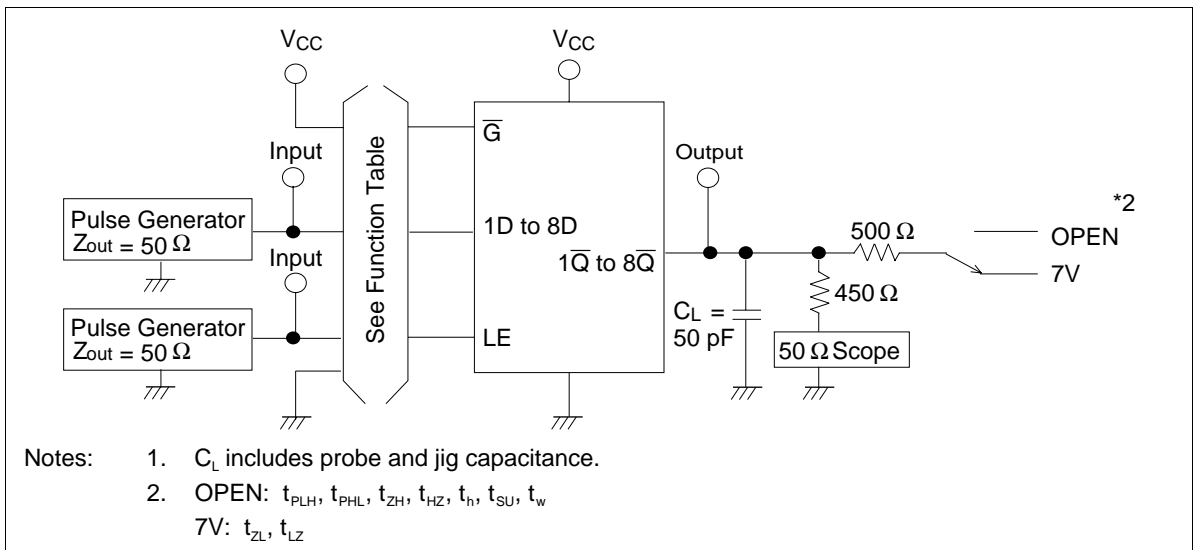 VCC
VCC
G̅
Input
Output
See Function Table
*2
Pulse Generator
Zout = 50 Ω
1D to 8D
500 Ω
OPEN
Input
1Q̅ to 8Q̅
7V
450 Ω
Pulse Generator
Zout = 50 Ω
CL =
50 pF
LE
50 Ω Scope
Notes: 1. CL includes probe and jig capacitance.
2. OPEN: tPLH, tPHL, tZH, tHZ, th, tSU, tw
7V: tZL, tLZ